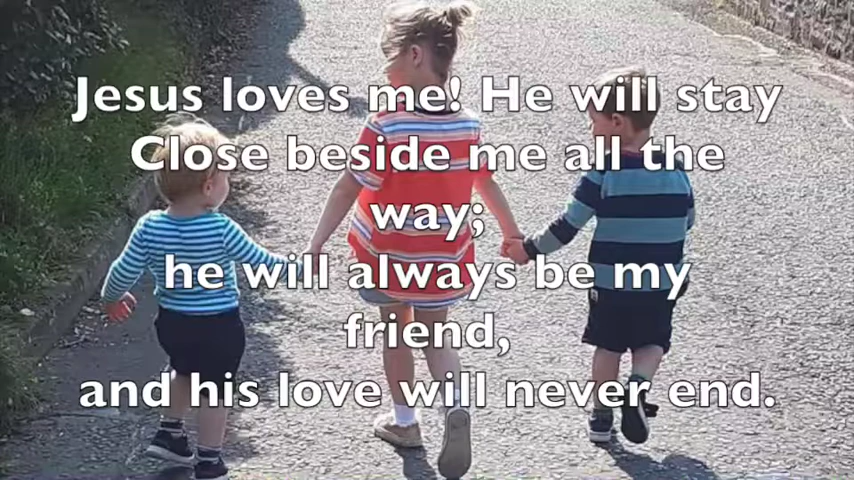 Jesus loves me! He will stay
Close beside me all the
way;
he will always be my
friend,
and his love will never end.